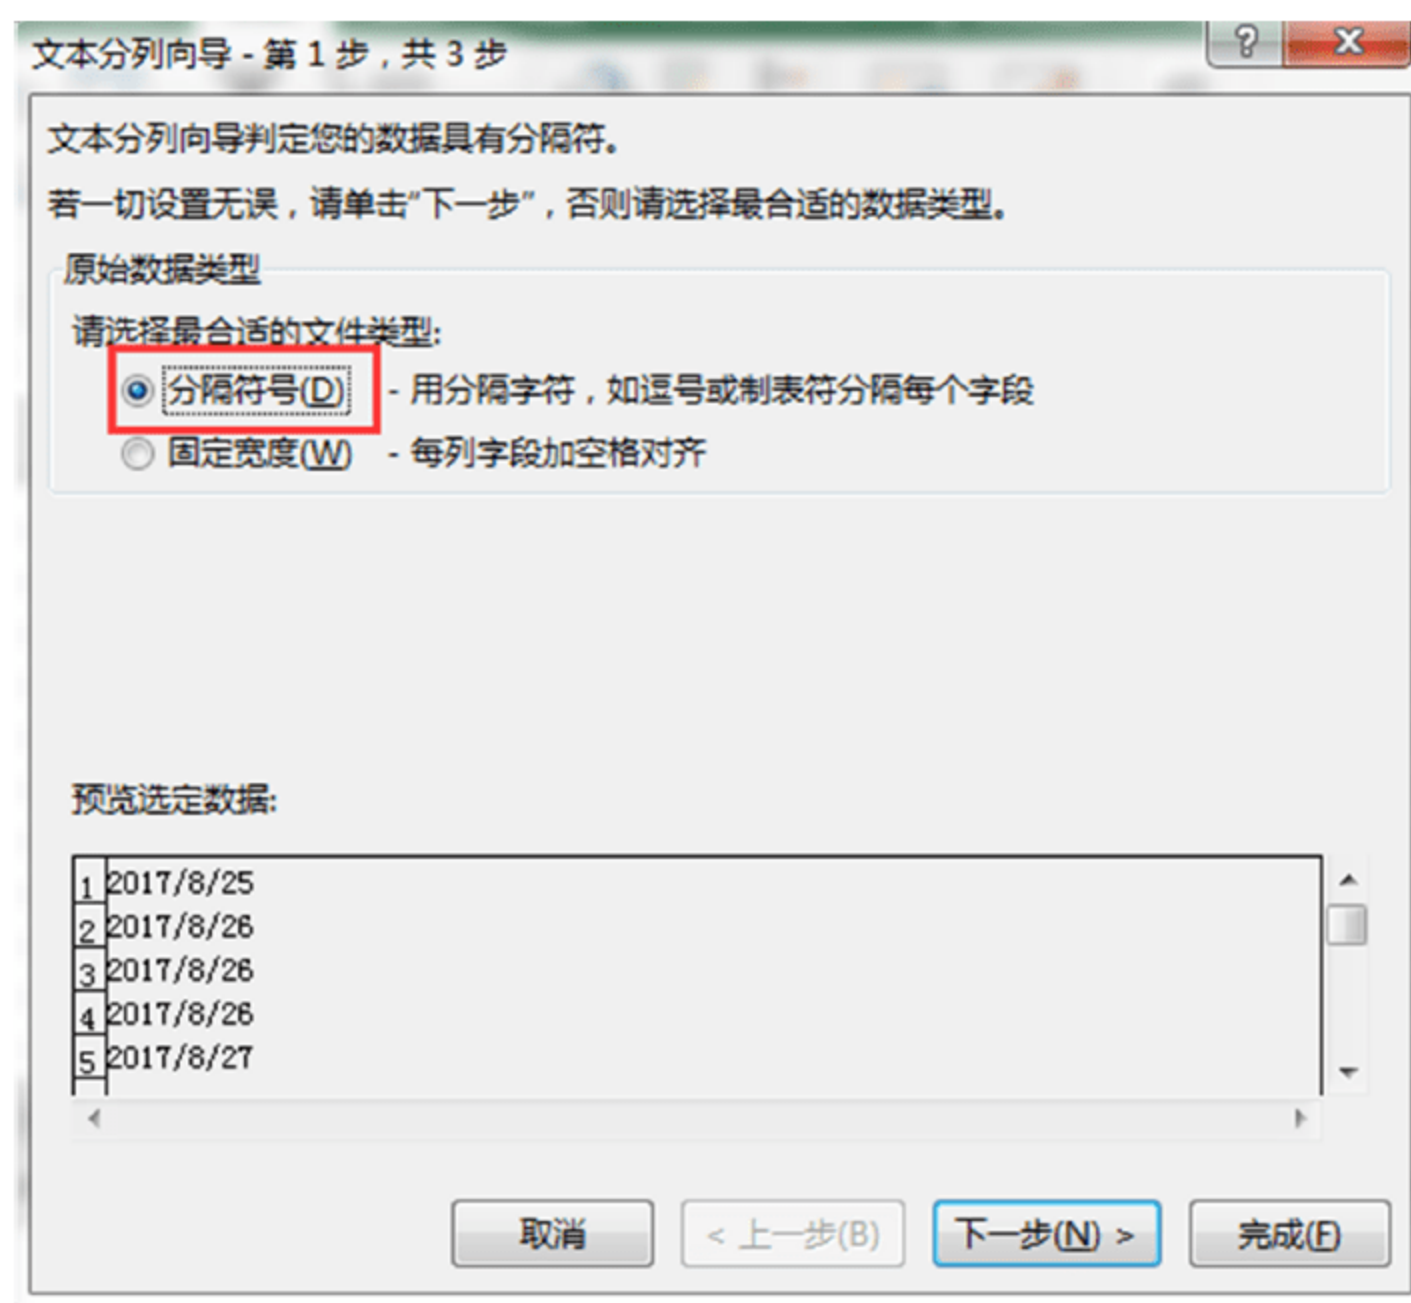 文本分列向导 - 第 1 步，共 3 步
文本分列向导判定您的数据具有分隔符。
若一切设置无误，请单击“下一步”，否则请选择最合适的数据类型。
原始数据类型
请选择最合适的文件类型:
分隔符号(D) - 用分隔字符，如逗号或制表符分隔每个字段
固定宽度(W) - 每列字段加空格对齐
预览选定数据:
1 2017/8/25
2 2017/8/26
3 2017/8/26
4 2017/8/26
5 2017/8/27
取消 < 上一步(B) 下一步(N) > 完成(F)